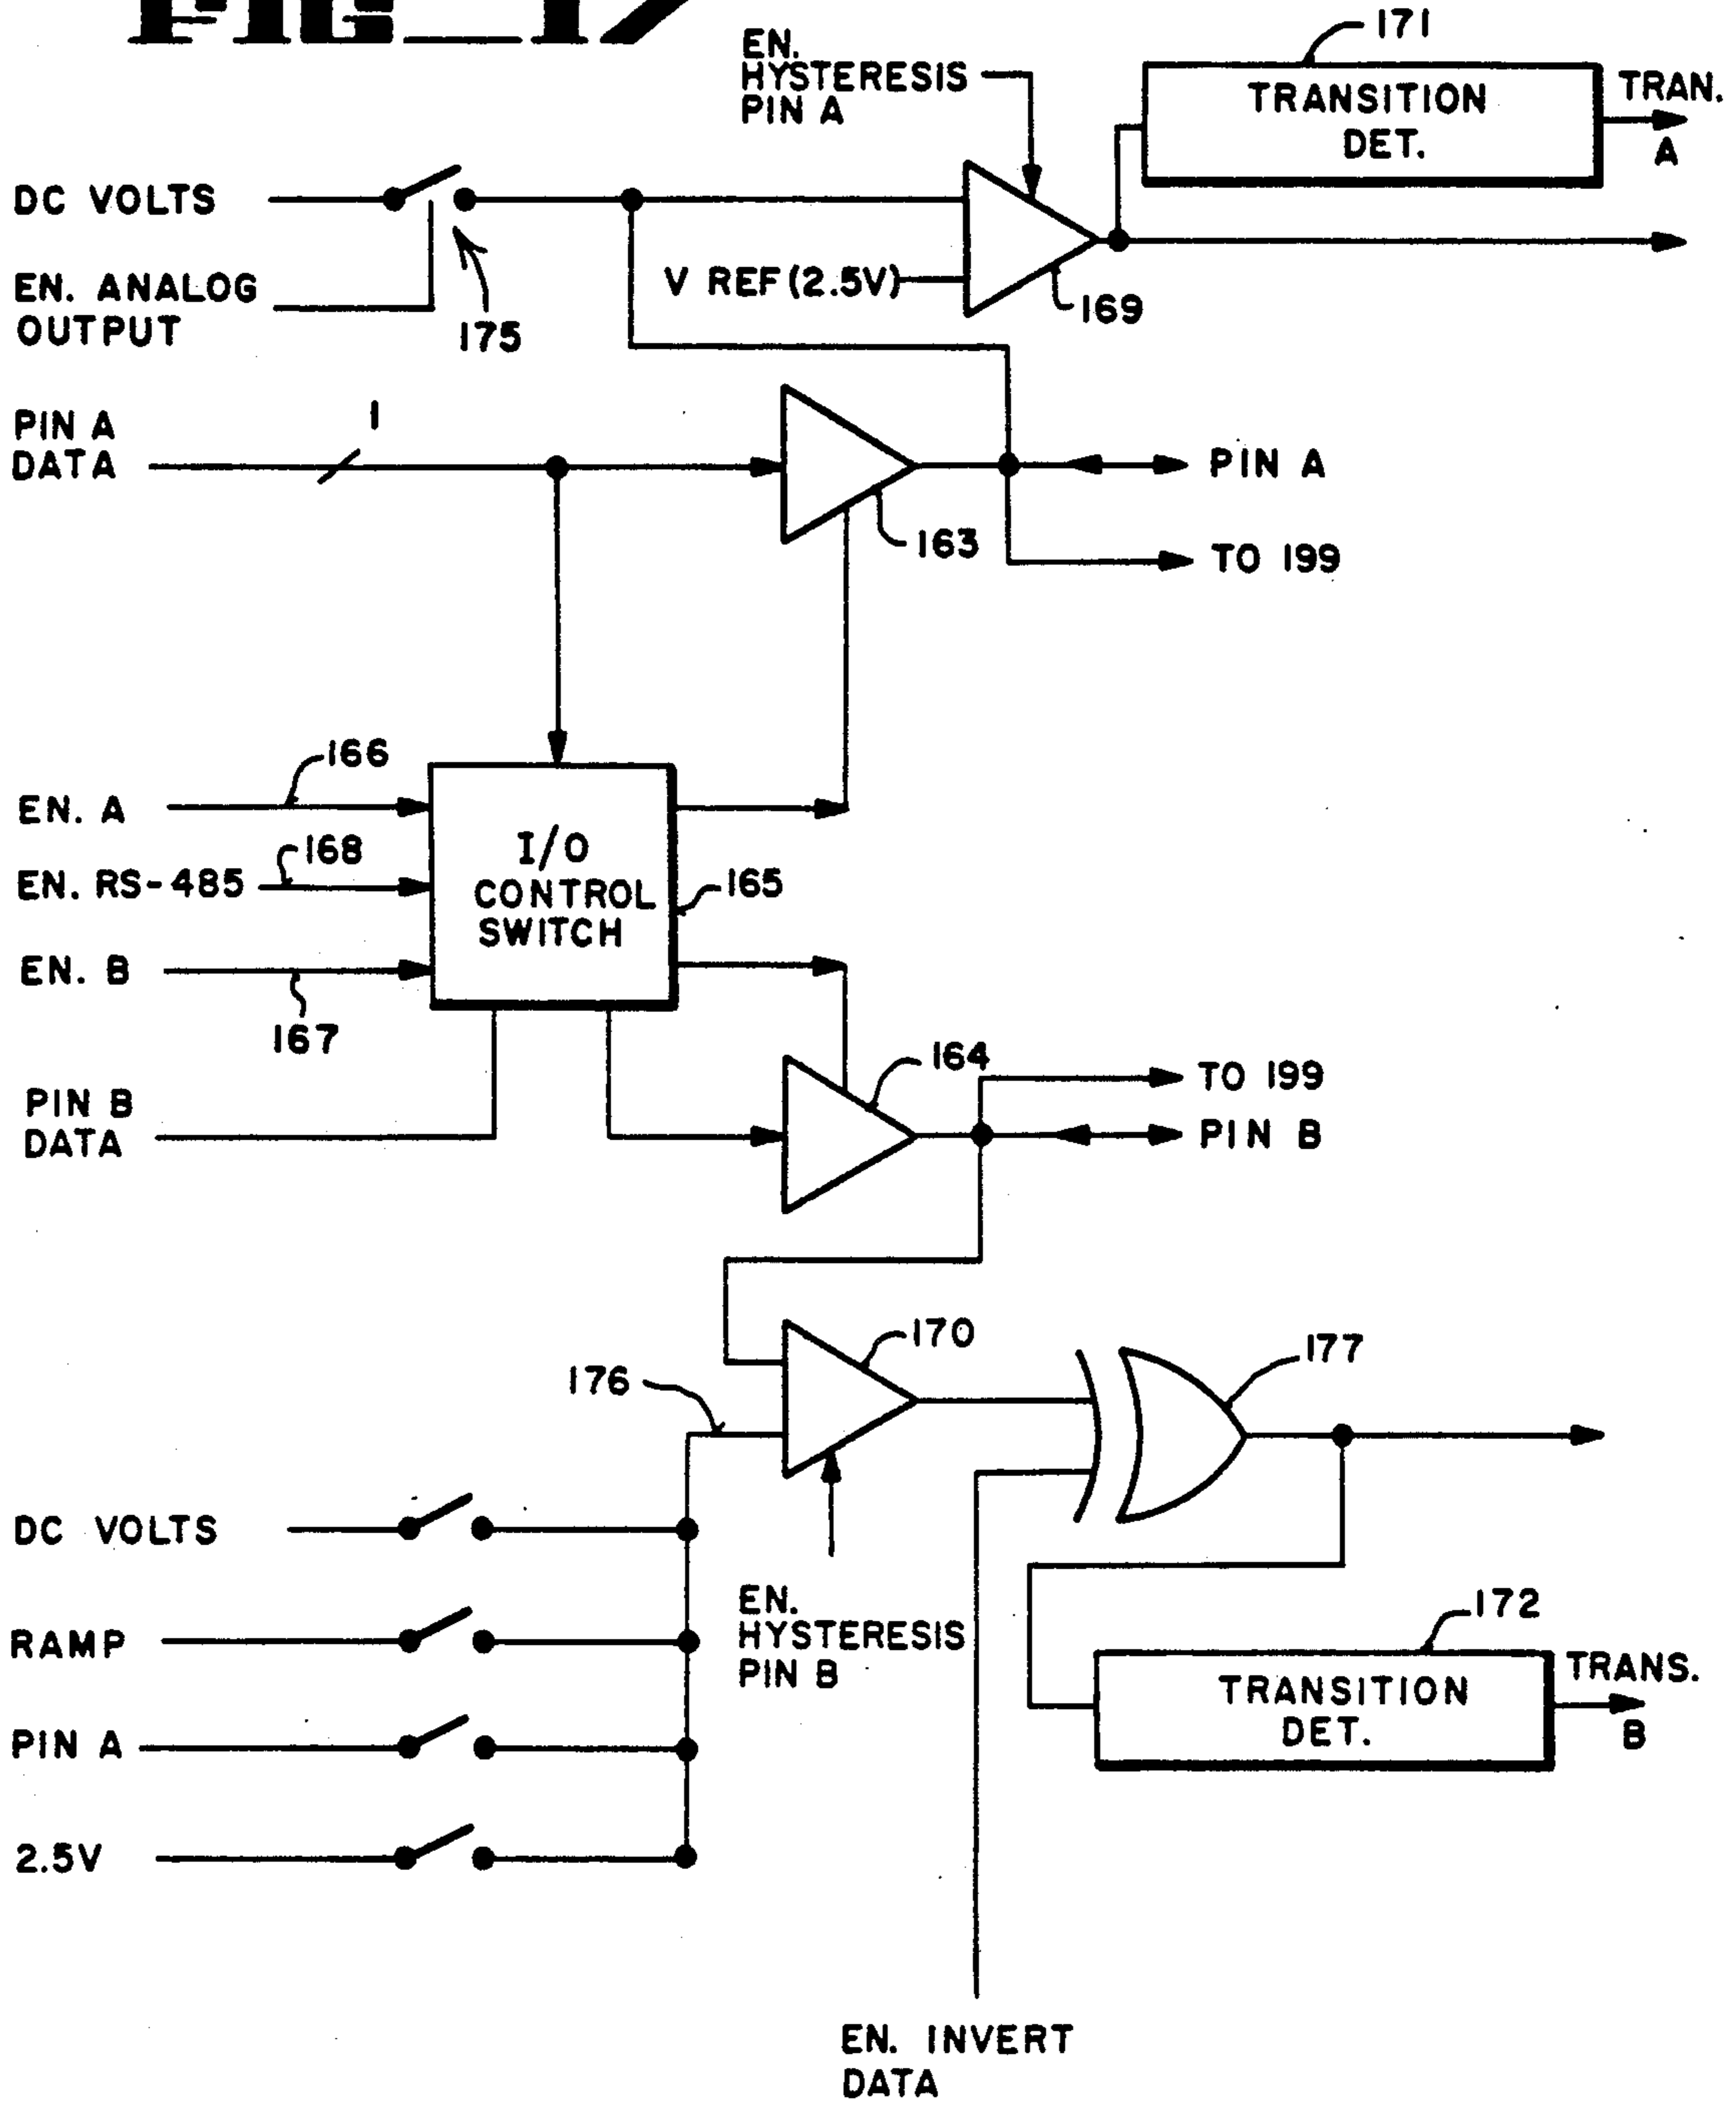 FIG_17
171
EN.
HYSTERESIS
PIN A
TRANSITION
DET.
TRAN.
A
DC VOLTS
EN. ANALOG
OUTPUT
175
V REF (2.5V)
169
PIN A
DATA
1
163
PIN A
TO 199
166
EN. A
168
EN. RS-485
EN. B
167
I/O
CONTROL
SWITCH
165
PIN B
DATA
164
TO 199
PIN B
170
176
177
DC VOLTS
RAMP
PIN A
2.5V
EN.
HYSTERESIS
PIN B
172
TRANSITION
DET.
TRANS.
B
EN. INVERT
DATA